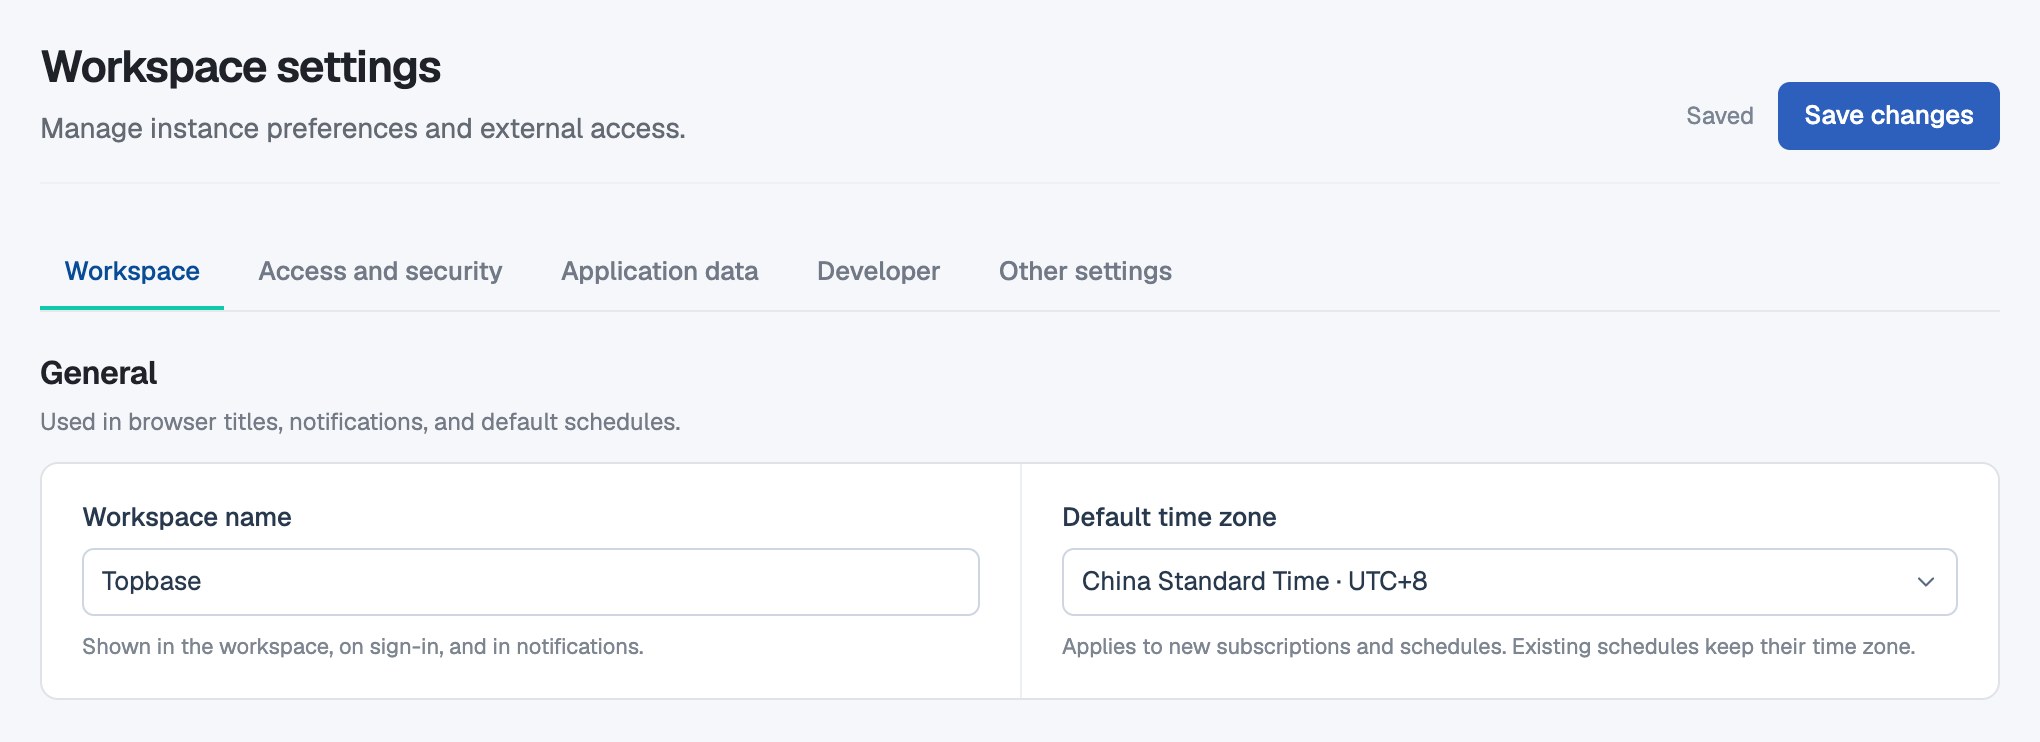 Workspace settings
Manage instance preferences and external access.
Saved
Save changes
Workspace
Access and security
Application data
Developer
Other settings
General
Used in browser titles, notifications, and default schedules.
Workspace name
Topbase
Shown in the workspace, on sign-in, and in notifications.
Default time zone
China Standard Time · UTC+8
Applies to new subscriptions and schedules. Existing schedules keep their time zone.